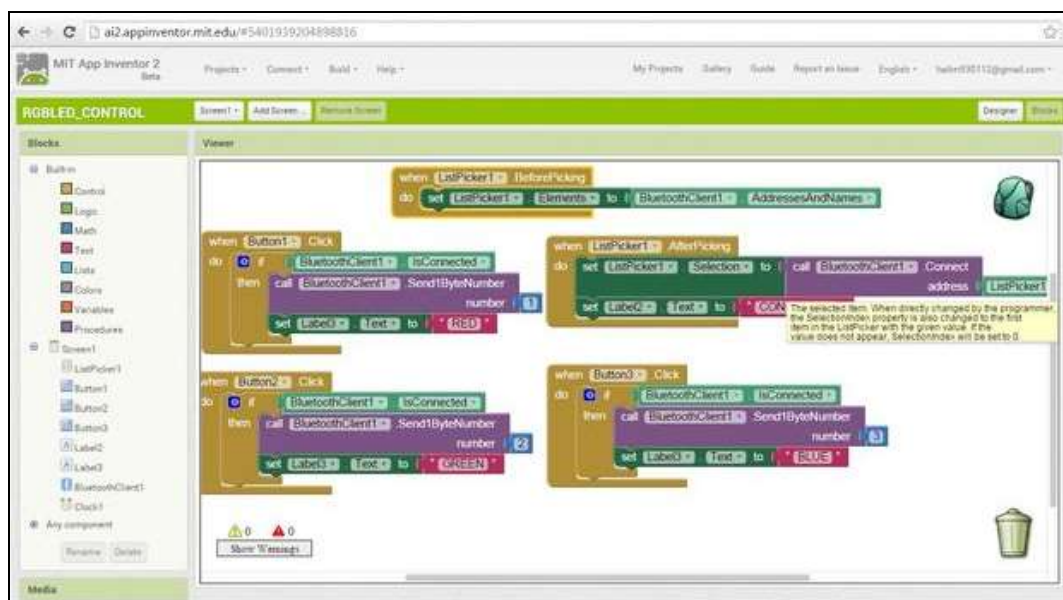 ai2.appinventor.mit.edu/#5401939204898816
MIT App Inventor 2
Beta
Projects Connect Build Help
My Projects Gallery Guide Report an Issue English
RGBLED_CONTROL
Screen1 Add Screen ... Remove Screen
Designer Blocks
Blocks
Viewer
Built-in
Control
Logic
Math
Text
Lists
Colors
Variables
Procedures
Screen1
ListPicker1
Button1
Button2
Button3
Label2
Label3
BluetoothClient1
Clock1
Any component
Rename Delete
Media
when ListPicker1 .BeforePicking
do set ListPicker1 . Elements to BluetoothClient1 . AddressesAndNames
when Button1 .Click
do if BluetoothClient1 . IsConnected
then call BluetoothClient1 .Send1ByteNumber
number 1
set Label3 . Text to " RED "
when ListPicker1 .AfterPicking
do set ListPicker1 . Selection to call BluetoothClient1 .Connect
address ListPicker1
set Label2 . Text to " CON
The selected item. When directly changed by the programmer,
the SelectionIndex property is also changed to the first
item in the ListPicker with the given value. If the
value does not appear, SelectionIndex will be set to 0.
when Button2 .Click
do if BluetoothClient1 . IsConnected
then call BluetoothClient1 .Send1ByteNumber
number 2
set Label3 . Text to " GREEN "
when Button3 .Click
do if BluetoothClient1 . IsConnected
then call BluetoothClient1 .Send1ByteNumber
number 3
set Label3 . Text to " BLUE "
0 0
Show Warnings